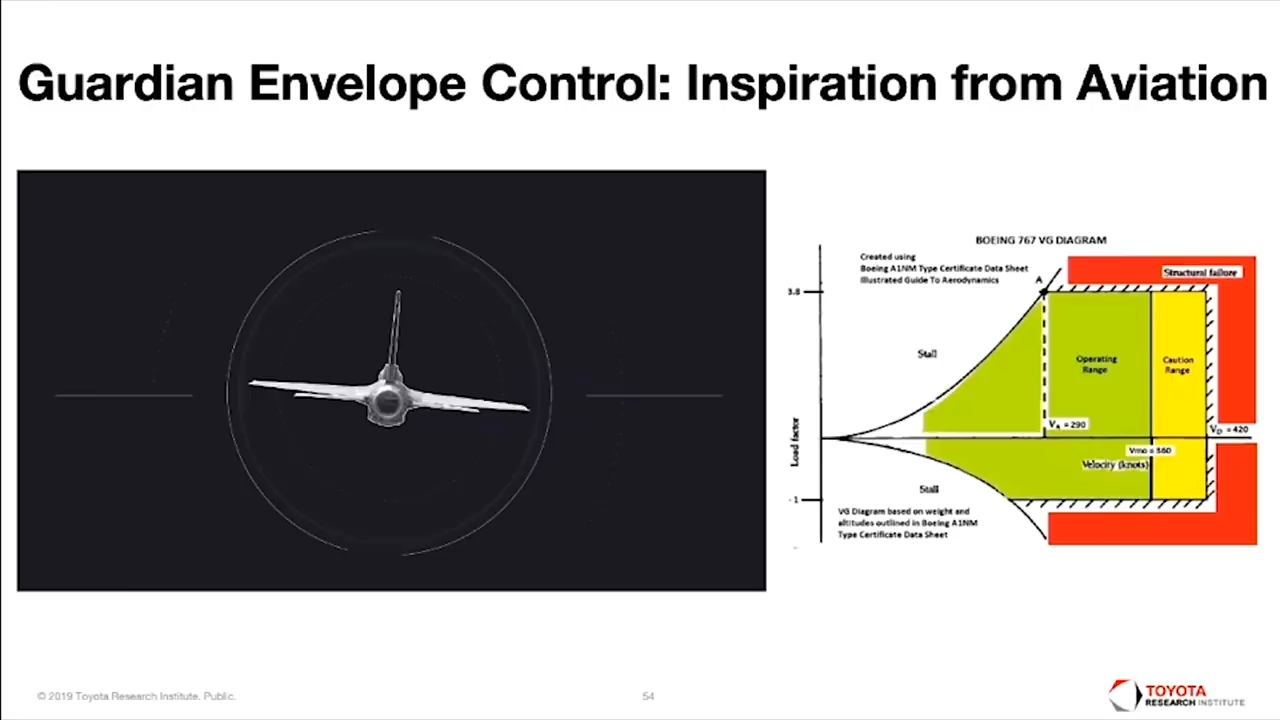 Guardian Envelope Control: Inspiration from Aviation
BOEING 767 VG DIAGRAM
Created using
Boeing A1NM Type Certificate Data Sheet
Illustrated Guide To Aerodynamics
A
Structural failure
3.8
Stall
Operating
Range
Caution
Range
Load factor
VA = 290
VD = 420
Vmo = 360
Velocity (knots)
Stall
- 1
VG Diagram based on weight and
altitudes outlined in Boeing A1NM
Type Certificate Data Sheet
© 2019 Toyota Research Institute. Public.
54
TOYOTA
RESEARCH INSTITUTE